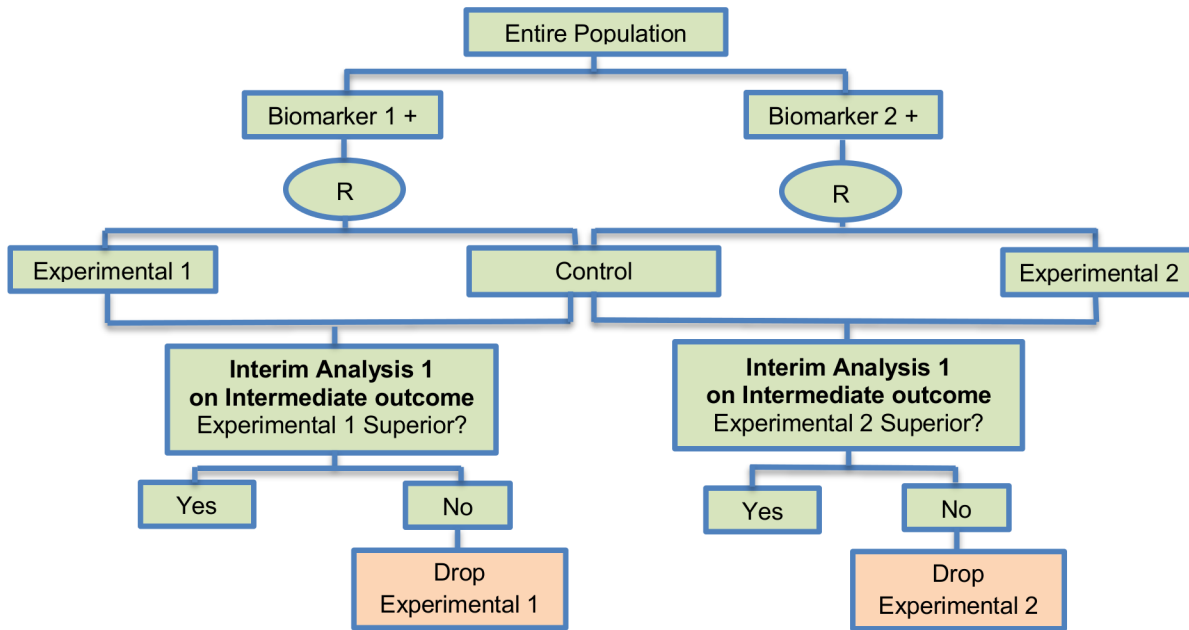 Entire Population
Biomarker 1 +
Biomarker 2 +
R
R
Experimental 1
Control
Experimental 2
Interim Analysis 1
on Intermediate outcome
Experimental 1 Superior?
Interim Analysis 1
on Intermediate outcome
Experimental 2 Superior?
Yes
No
Yes
No
Drop
Experimental 1
Drop
Experimental 2